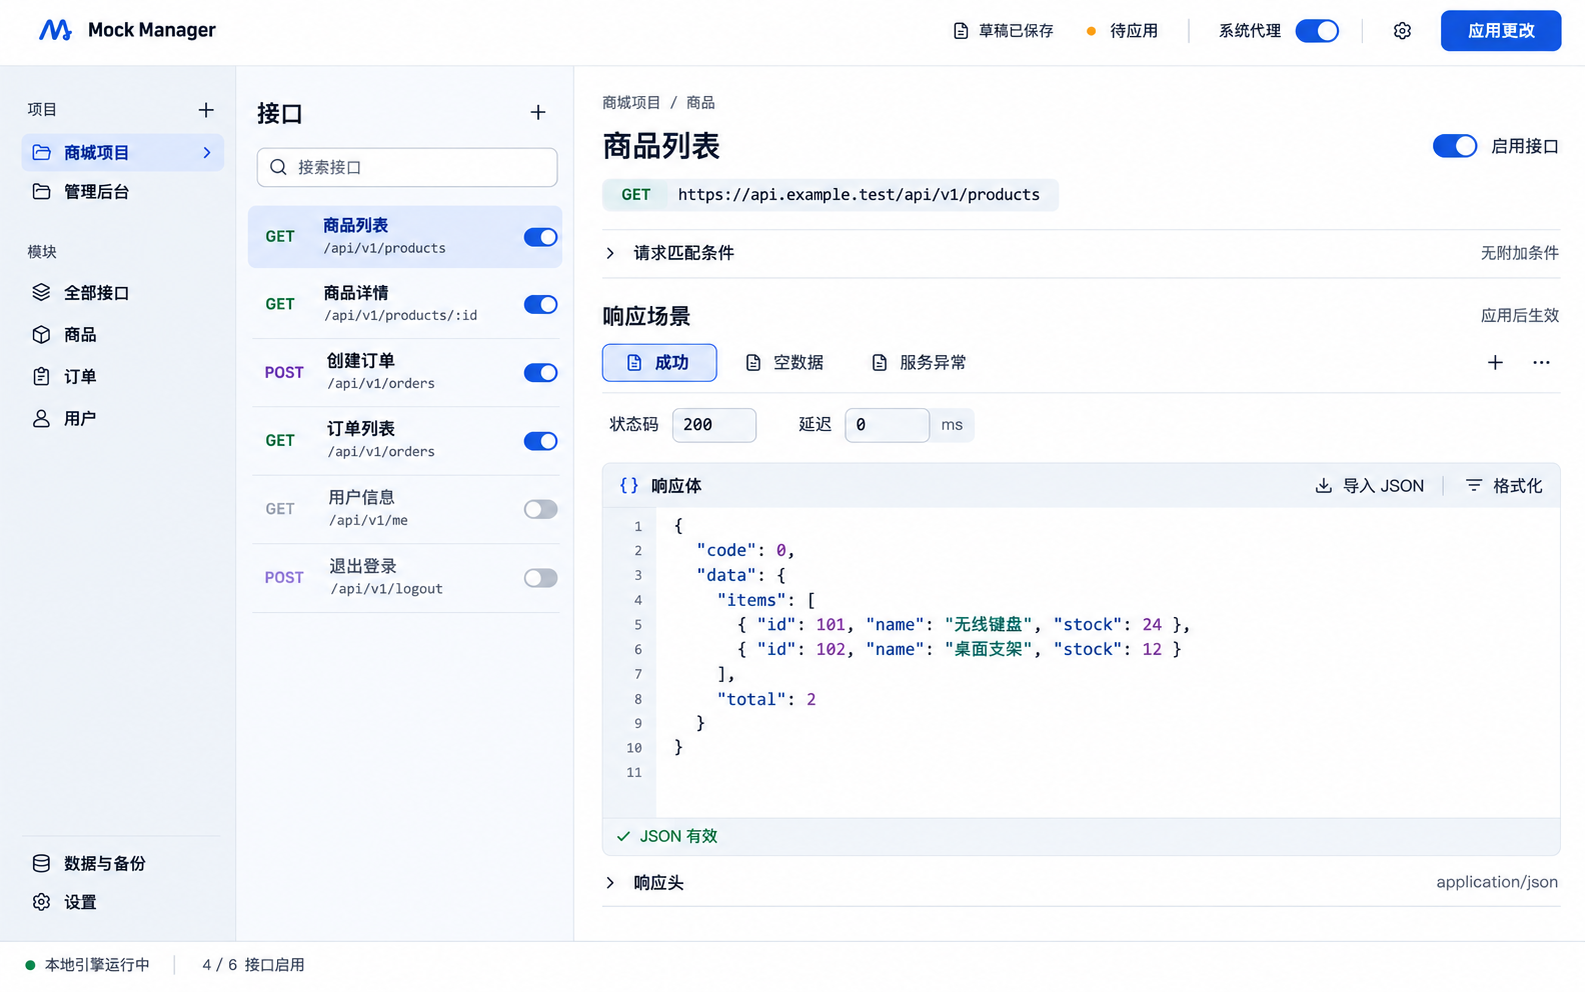 Mock Manager
草稿已保存
待应用
系统代理
应用更改
项目
商城项目
管理后台
模块
全部接口
商品
订单
用户
数据与备份
设置
接口
接索接口
GET 商品列表
/api/v1/products
GET 商品详情
/api/v1/products/:id
POST 创建订单
/api/v1/orders
GET 订单列表
/api/v1/orders
GET 用户信息
/api/v1/me
POST 退出登录
/api/v1/logout
商城项目 / 商品
商品列表
启用接口
GET https://api.example.test/api/v1/products
请求匹配条件
无附加条件
响应场景
应用后生效
成功
空数据
服务异常
状态码 200
延迟 0 ms
{} 响应体
导入 JSON
格式化
1 {
2 "code": 0,
3 "data": {
4 "items": [
5 { "id": 101, "name": "无线键盘", "stock": 24 },
6 { "id": 102, "name": "桌面支架", "stock": 12 }
7 ],
8 "total": 2
9 }
10 }
11
JSON 有效
响应头
application/json
本地引擎运行中
4 / 6 接口启用